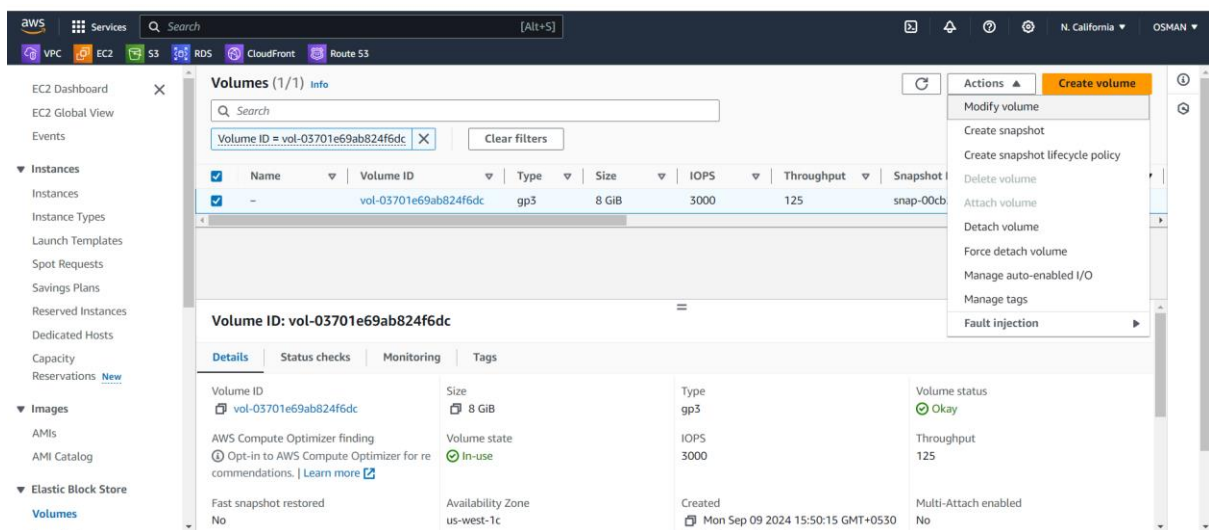 aws Services Search [Alt+S] N. California OSMAN
VPC EC2 S3 RDS CloudFront Route 53
EC2 Dashboard
EC2 Global View
Events
Instances
Instances
Instance Types
Launch Templates
Spot Requests
Savings Plans
Reserved Instances
Dedicated Hosts
Capacity
Reservations New
Images
AMIs
AMI Catalog
Elastic Block Store
Volumes
Volumes (1/1) Info
Actions Create volume
Search
Volume ID = vol-03701e69ab824f6dc Clear filters
Name Volume ID Type Size IOPS Throughput Snapshot
– vol-03701e69ab824f6dc gp3 8 GiB 3000 125 snap-00cb
Modify volume
Create snapshot
Create snapshot lifecycle policy
Delete volume
Attach volume
Detach volume
Force detach volume
Manage auto-enabled I/O
Manage tags
Fault injection
Volume ID: vol-03701e69ab824f6dc
Details Status checks Monitoring Tags
Volume ID
vol-03701e69ab824f6dc
Size
8 GiB
Type
gp3
Volume status
Okay
AWS Compute Optimizer finding
Opt-in to AWS Compute Optimizer for re
commendations. | Learn more
Volume state
In-use
IOPS
3000
Throughput
125
Fast snapshot restored
No
Availability Zone
us-west-1c
Created
Mon Sep 09 2024 15:50:15 GMT+0530
Multi-Attach enabled
No